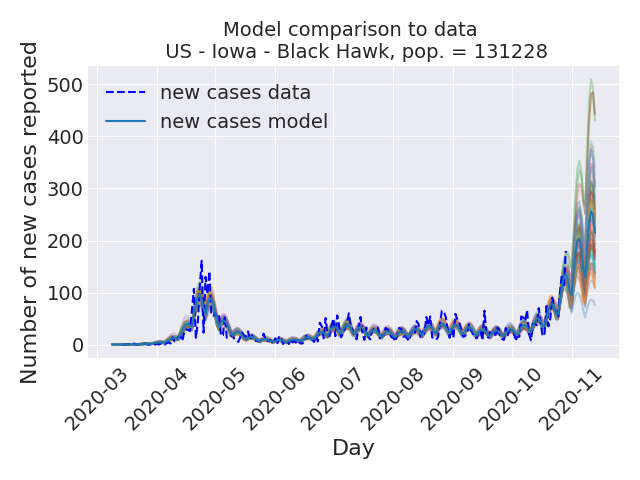 Model comparison to data
US - Iowa - Black Hawk, pop. = 131228
Number of new cases reported
500
400
300
200
100
0
new cases data
new cases model
2020-03
2020-04
2020-05
2020-06
2020-07
2020-08
2020-09
2020-10
2020-11
Day